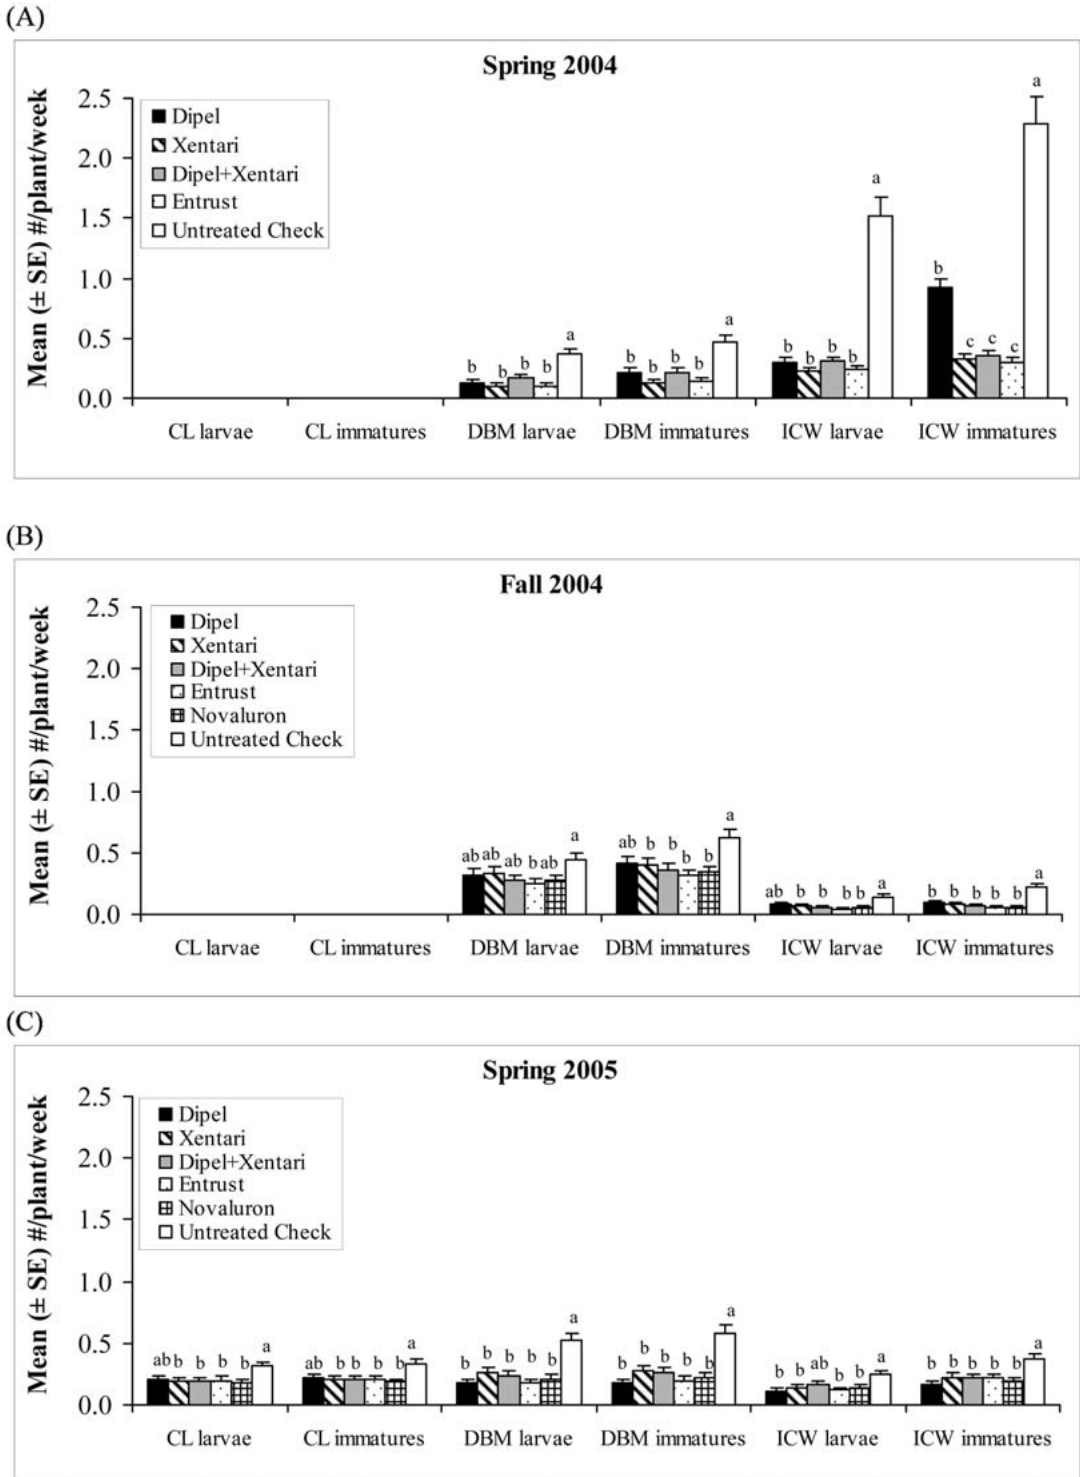 (A)
Spring 2004
Mean (± SE) #/plant/week
2.5
2.0
1.5
1.0
0.5
0.0
Dipel
Xentari
Dipel+Xentari
Entrust
Untreated Check
b b b b a
b b b b a
b b b b a
b c c c a
CL larvae CL immatures DBM larvae DBM immatures ICW larvae ICW immatures
(B)
Fall 2004
Mean (± SE) #/plant/week
2.5
2.0
1.5
1.0
0.5
0.0
Dipel
Xentari
Dipel+Xentari
Entrust
Novaluron
Untreated Check
ab ab ab b ab a
ab b b b b a
ab b b b b a
b b b b b a
CL larvae CL immatures DBM larvae DBM immatures ICW larvae ICW immatures
(C)
Spring 2005
Mean (± SE) #/plant/week
2.5
2.0
1.5
1.0
0.5
0.0
Dipel
Xentari
Dipel+Xentari
Entrust
Novaluron
Untreated Check
ab b b b b a
ab b b b b a
b b b b b a
b b b b b a
b b ab b b a
b b b b b a
CL larvae CL immatures DBM larvae DBM immatures ICW larvae ICW immatures